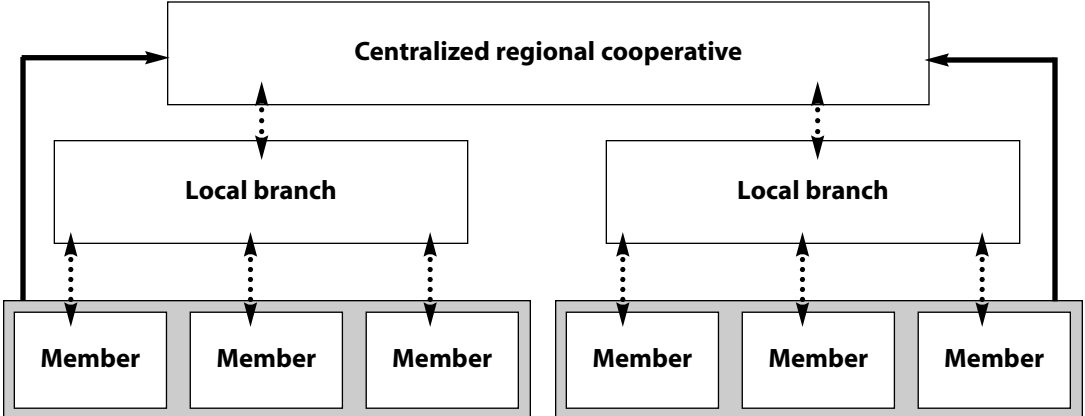 Centralized regional cooperative
Local branch
Local branch
Member
Member
Member
Member
Member
Member